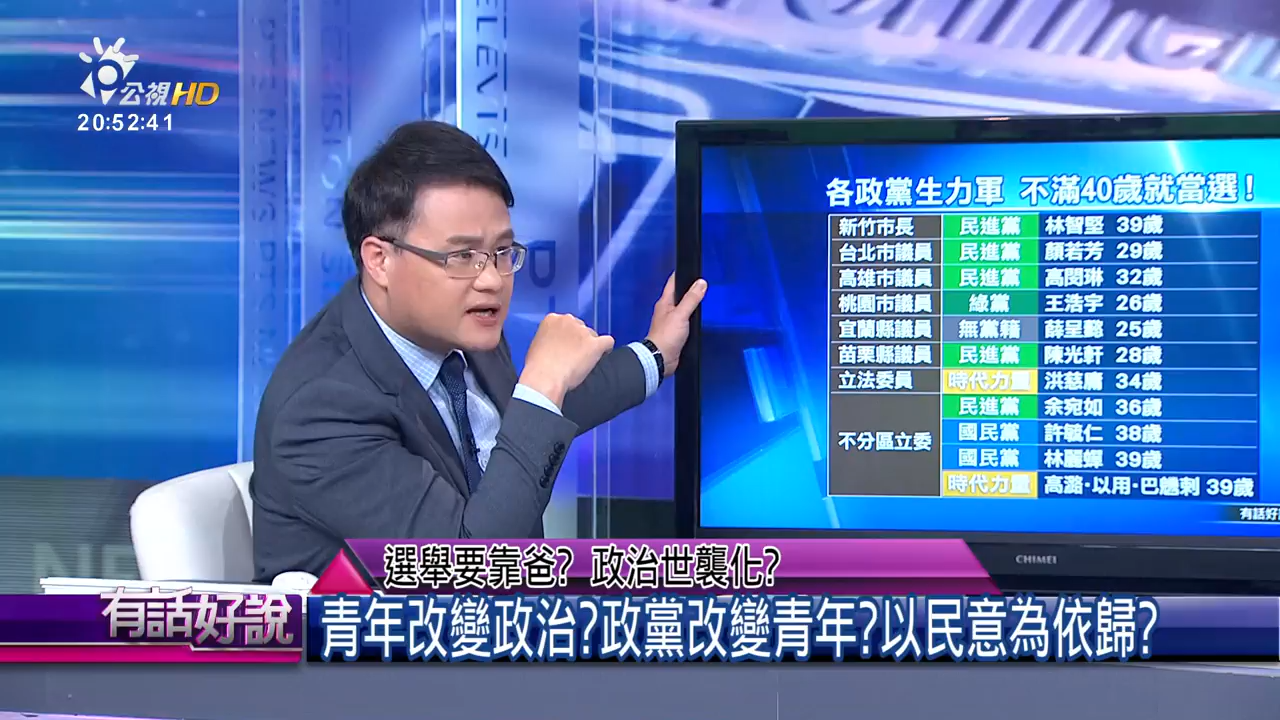 公視HD
20:52:41
各政黨生力軍 不滿40歲就當選!
新竹市長 民進黨 林智堅 39歲
台北市議員 民進黨 顏若芳 29歲
高雄市議員 民進黨 高閔琳 32歲
桃園市議員 綠黨 王浩宇 26歲
宜蘭縣議員 無黨籍 薛呈懿 25歲
苗栗縣議員 民進黨 陳光軒 28歲
立法委員 時代力量 洪慈庸 34歲
不分區立委 民進黨 余宛如 36歲
國民黨 許毓仁 38歲
國民黨 林麗蟬 39歲
時代力量 高潞·以用·巴魕剌 39歲
有話好
CHIMEI
選舉要靠爸? 政治世襲化?
有話好說
青年改變政治?政黨改變青年?以民意為依歸?